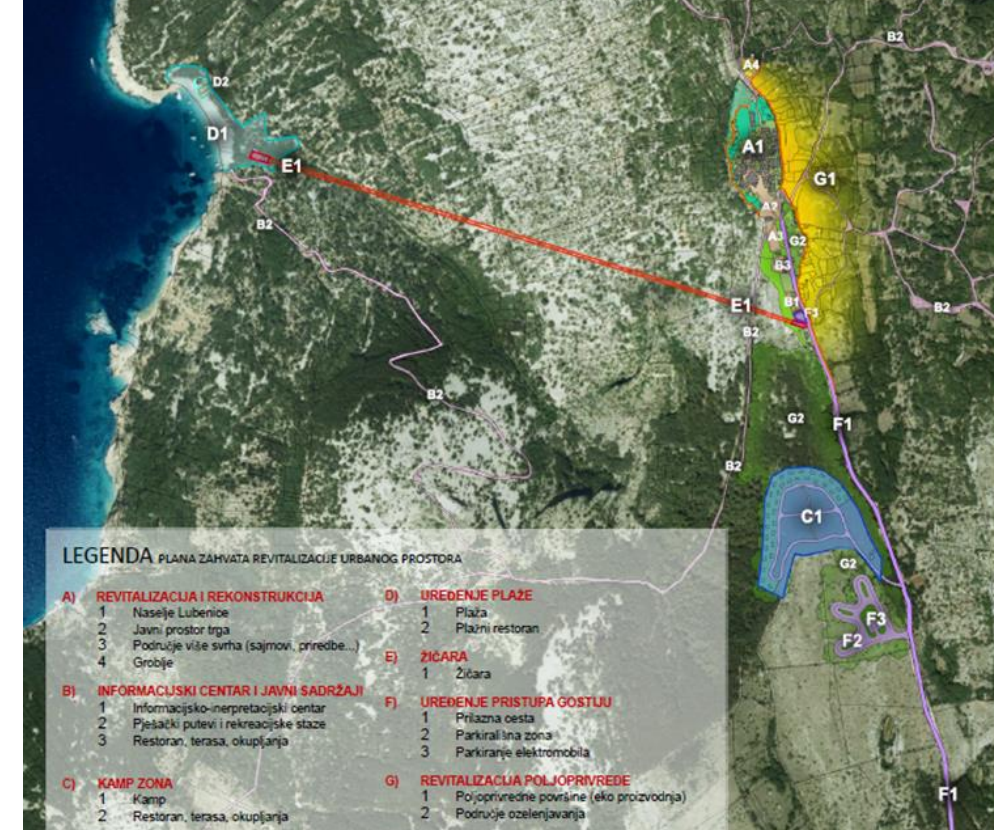 B2
A4
D2
D1
A1
E1
G1
A2
B2
A3
G2
B3
B2
E1
B1
F3
B2
B2
G2
F1
B2
C1
G2
F3
F2
F1
LEGENDA PLANA ZAHVATA REVITALIZACIJE URBANOG PROSTORA
A) REVITALIZACIJA I REKONSTRUKCIJA
1 Naselje Lubenice
2 Javni prostor trga
3 Područje više svrha (sajmovi, priredbe...)
4 Groblje
B) INFORMACIJSKI CENTAR I JAVNI SADRŽAJI
1 Informacijsko-inerpretacijski centar
2 Pješački putevi i rekreacijske staze
3 Restoran, terasa, okupljanja
C) KAMP ZONA
1 Kamp
2 Restoran, terasa, okupljanja
D) UREĐENJE PLAŽE
1 Plaža
2 Plažni restoran
E) ŽIČARA
1 Žičara
F) UREĐENJE PRISTUPA GOSTIJU
1 Prilazna cesta
2 Parkirališna zona
3 Parkiranje elektromobila
G) REVITALIZACIJA POLJOPRIVREDE
1 Poljoprivredne površine (eko proizvodnja)
2 Područje ozelenjavanja